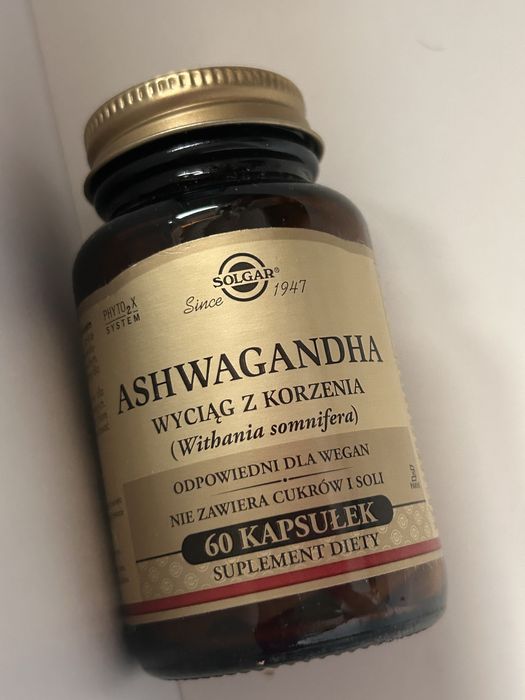 SOLGAR®
Since 1947
PHYTO2X
SYSTEM
ASHWAGANDHA
WYCIĄG Z KORZENIA
(Withania somnifera)
ODPOWIEDNI DLA WEGAN
NIE ZAWIERA CUKRÓW I SOLI
60 KAPSUŁEK
SUPLEMENT DIETY